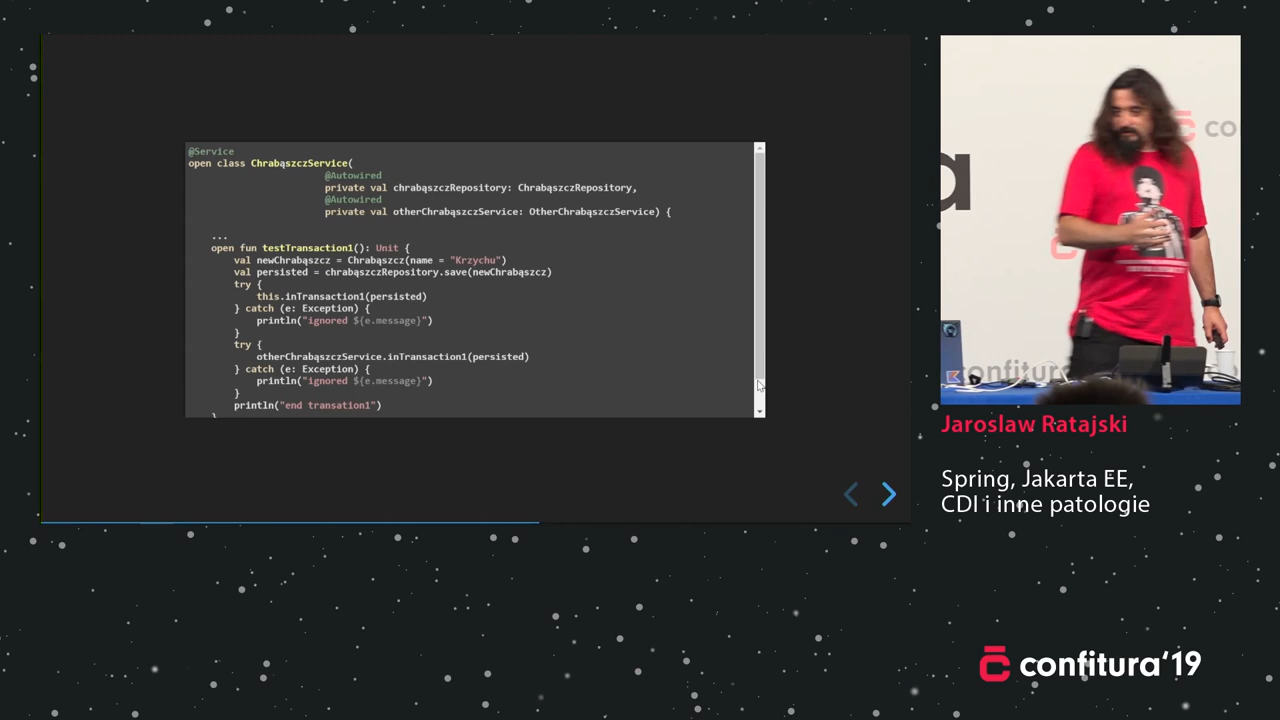 @Service
open class ChrabąszczService(
@Autowired
private val chrabąszczRepository: ChrabąszczRepository,
@Autowired
private val otherChrabąszczService: OtherChrabąszczService) {
...
open fun testTransaction1(): Unit {
val newChrabąszcz = Chrabąszcz(name = "Krzychu")
val persisted = chrabąszczRepository.save(newChrabąszcz)
try {
this.inTransaction1(persisted)
} catch (e: Exception) {
println("ignored ${e.message}")
}
try {
otherChrabąszczService.inTransaction1(persisted)
} catch (e: Exception) {
println("ignored ${e.message}")
}
println("end transation1")
co
a
confitura
Jaroslaw Ratajski
Spring, Jakarta EE,
CDI i inne patologie
confitura'19